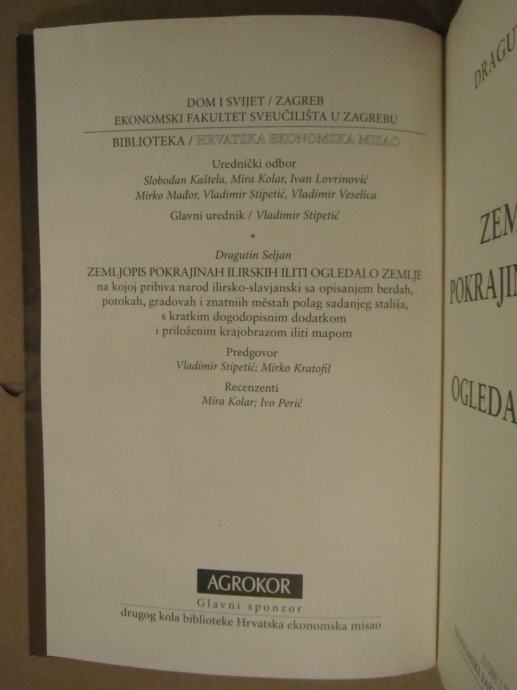 DOM I SVIJET / ZAGREB
EKONOMSKI FAKULTET SVEUČILIŠTA U ZAGREBU
BIBLIOTEKA / HRVATSKA EKONOMSKA MISAO
Urednički odbor
Slobodan Kaštela, Mira Kolar, Ivan Lovrinović
Mirko Mađor, Vladimir Stipetić, Vladimir Veselica
Glavni urednik / Vladimir Stipetić
*
Dragutin Seljan
ZEMLJOPIS POKRAJINAH ILIRSKIH ILITI OGLEDALO ZEMLJE
na kojoj pribiva narod ilirsko-slavjanski sa opisanjem berdah,
potokah, gradovah i znatniih městah polag sadanjeg stališa,
s kratkim dogodopisnim dodatkom
i priloženim krajobrazom iliti mapom
Predgovor
Vladimir Stipetić; Mirko Kratofil
Recenzenti
Mira Kolar; Ivo Perić
AGROKOR
Glavni sponzor
drugog kola biblioteke Hrvatska ekonomska misao
DRAGUT
ZEM
POKRAJIN
OGLEDA